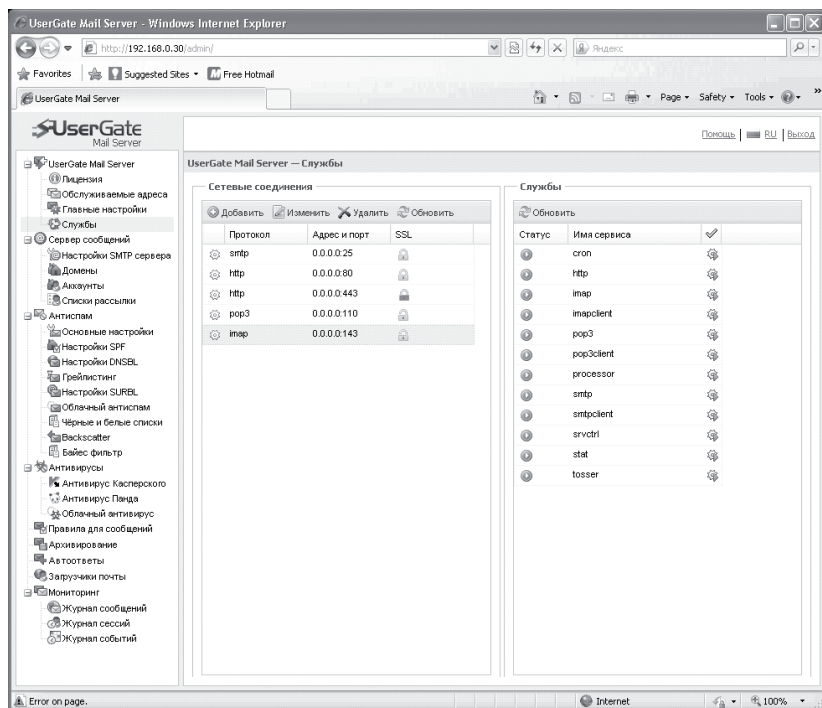 UserGate Mail Server - Windows Internet Explorer
http://192.168.0.30/admin/
Яндекс
Favorites
Suggested Sites
Free Hotmail
UserGate Mail Server
Page
Safety
Tools
»
UserGate
Mail Server
Помощь | RU | Выход
UserGate Mail Server
Лицензия
Обслуживаемые адреса
Главные настройки
Службы
Сервер сообщений
Настройки SMTP сервера
Домены
Аккаунты
Списки рассылки
Антиспам
Основные настройки
Настройки SPF
Настройки DNSBL
Грейлистинг
Настройки SURBL
Облачный антиспам
Чёрные и белые списки
Backscatter
Байес фильтр
Антивирусы
Антивирус Касперского
Антивирус Панда
Облачный антивирус
Правила для сообщений
Архивирование
Автоответы
Загрузчики почты
Мониторинг
Журнал сообщений
Журнал сессий
Журнал событий
UserGate Mail Server — Службы
Сетевые соединения
Добавить Изменить Удалить Обновить
Протокол Адрес и порт SSL
smtp 0.0.0.0:25
http 0.0.0.0:80
http 0.0.0.0:443
pop3 0.0.0.0:110
imap 0.0.0.0:143
Службы
Обновить
Статус Имя сервиса
cron
http
imap
imapclient
pop3
pop3client
processor
smtp
smtpclient
srvctrl
stat
tosser
Error on page.
Internet
100%